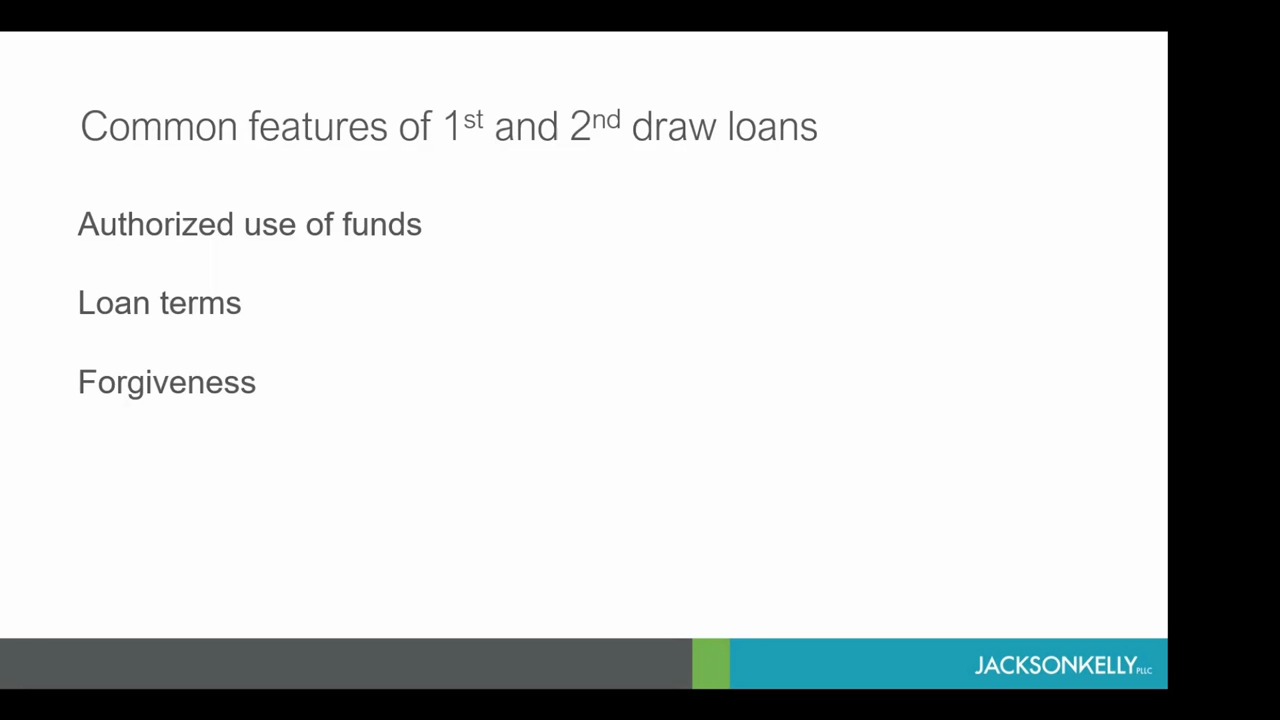 Common features of 1st and 2nd draw loans
Authorized use of funds
Loan terms
Forgiveness
JACKSONKELLY PLLC